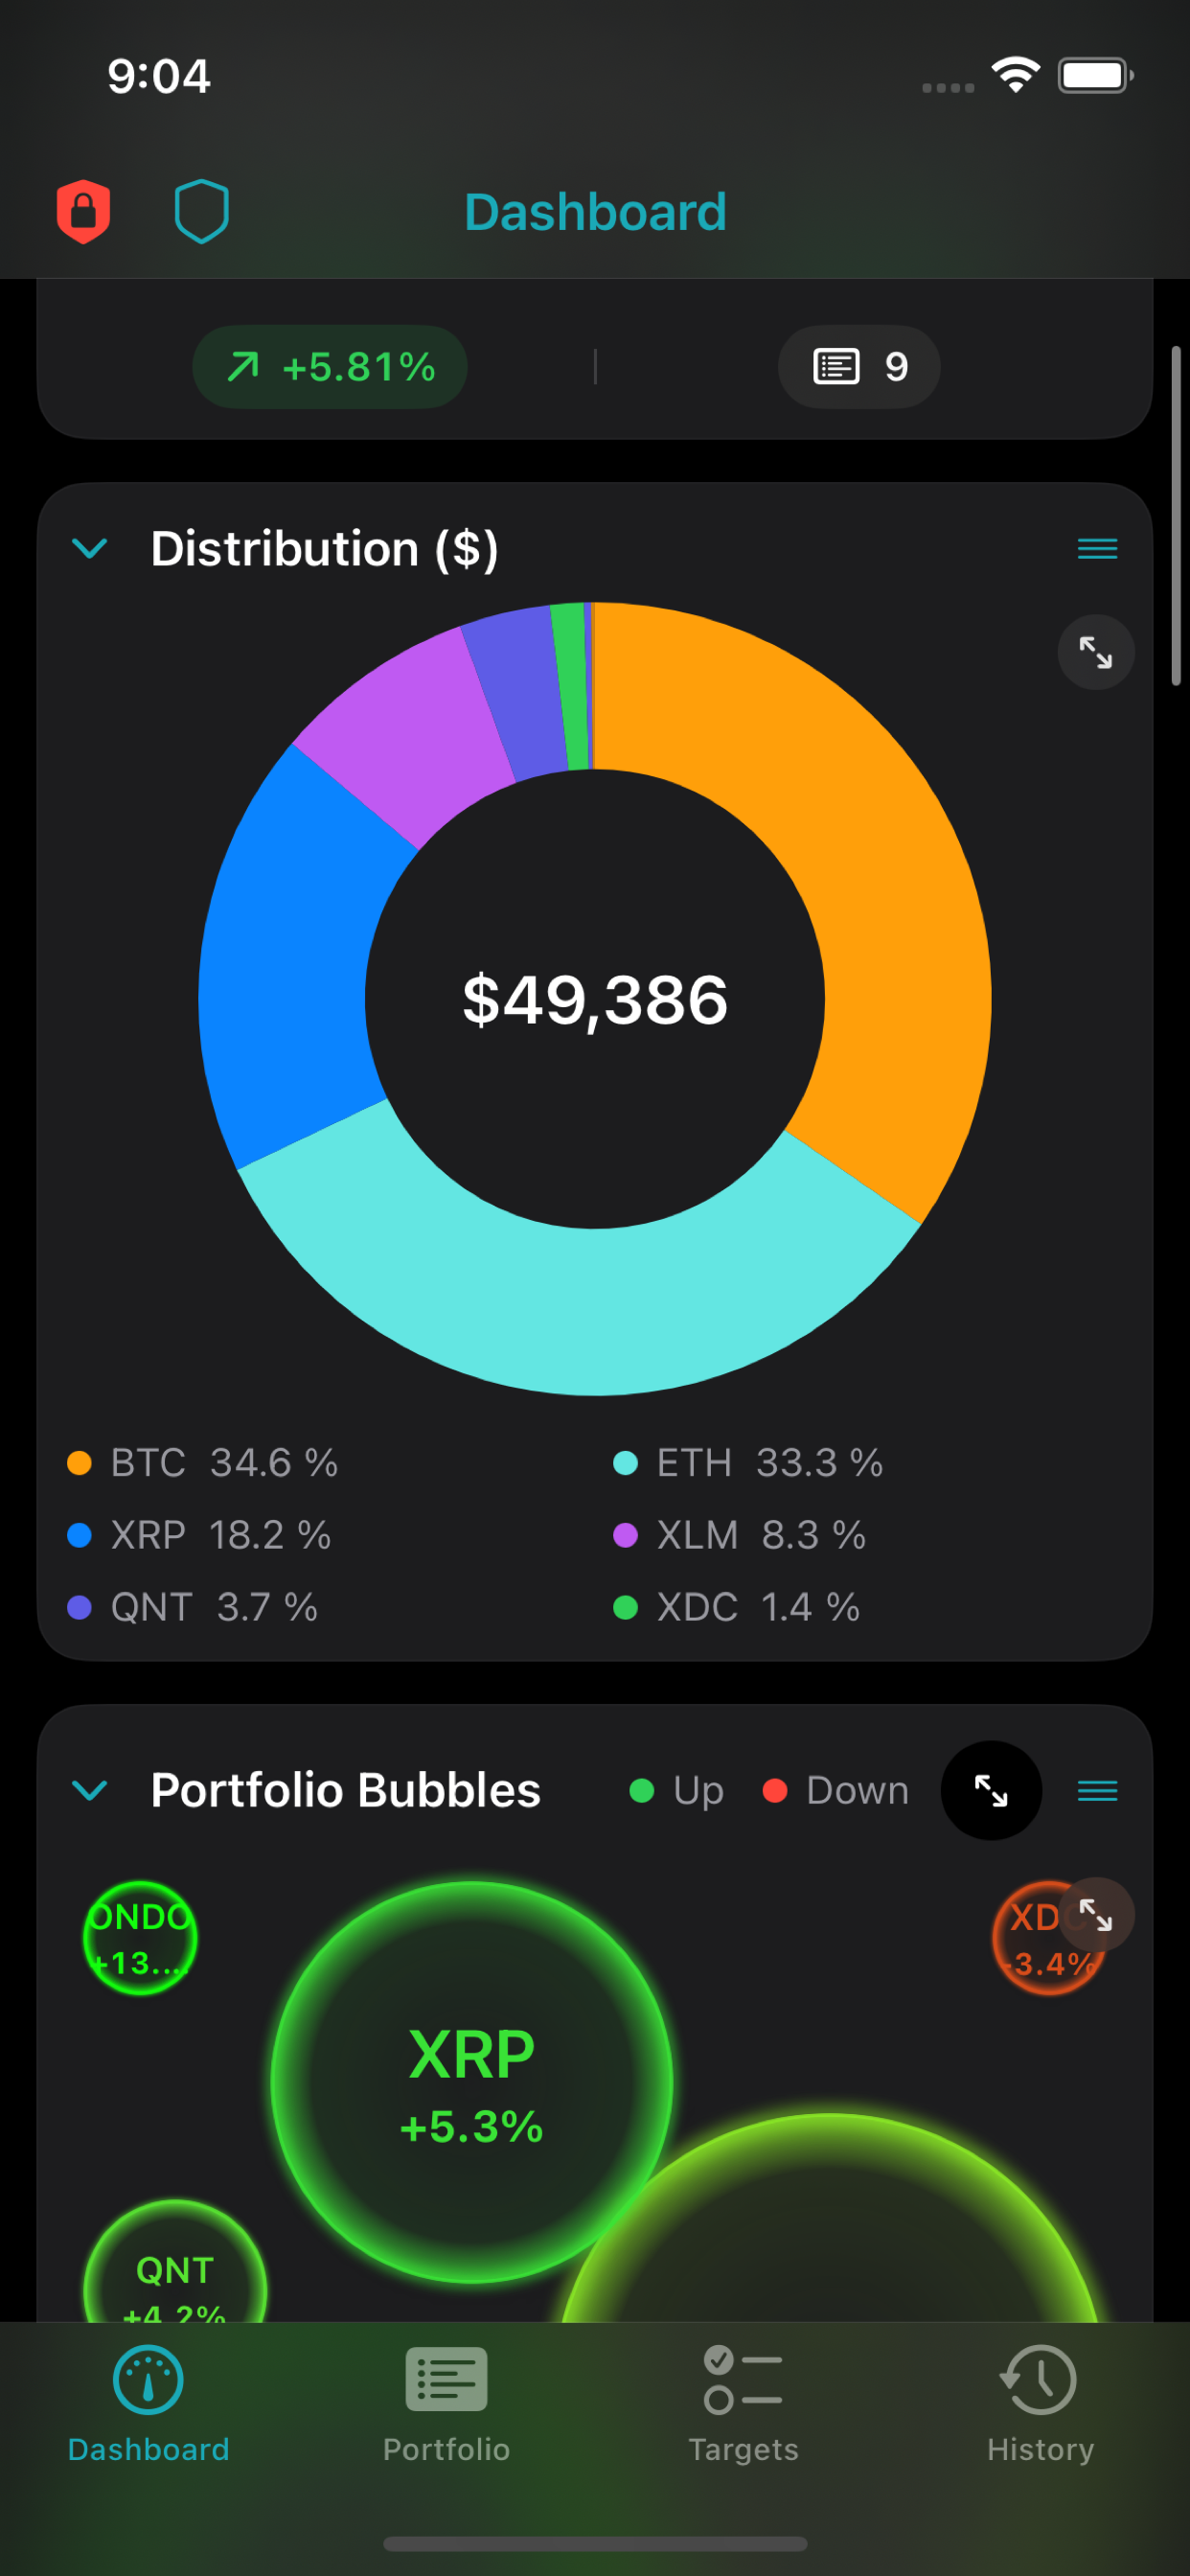 9:04
Dashboard
+5.81%
9
Distribution ($)
$49,386
BTC 34.6 %
ETH 33.3 %
XRP 18.2 %
XLM 8.3 %
QNT 3.7 %
XDC 1.4 %
Portfolio Bubbles
Up
Down
ONDO
+13....
-3.4%
XRP
+5.3%
QNT
+4.2%
Dashboard
Portfolio
Targets
History